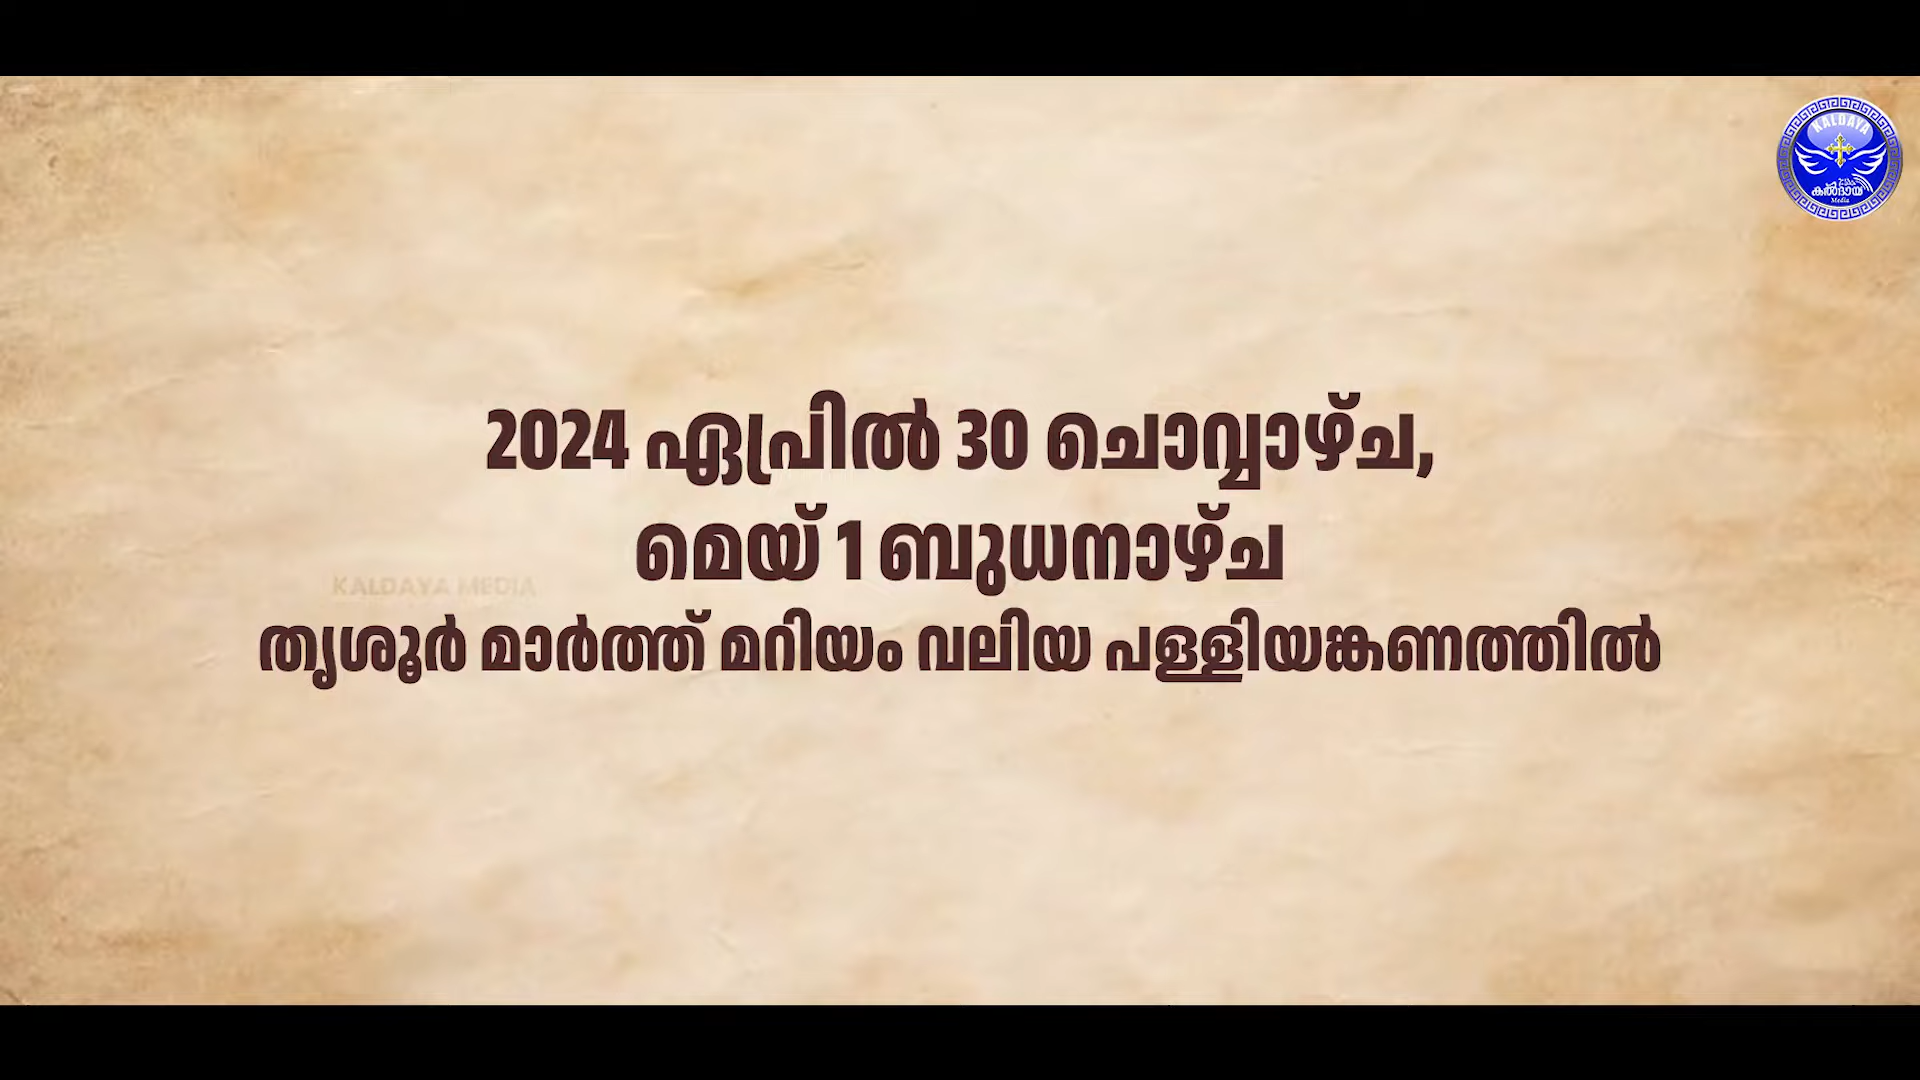 KALDAYA
കൽദായ
Media
2024 ഏപ്രിൽ 30 ചൊവ്വാഴ്ച,
മെയ് 1 ബുധനാഴ്ച
KALDAYA MEDIA
തൃശൂർ മാർത്ത് മറിയം വലിയ പള്ളിയങ്കണത്തിൽ